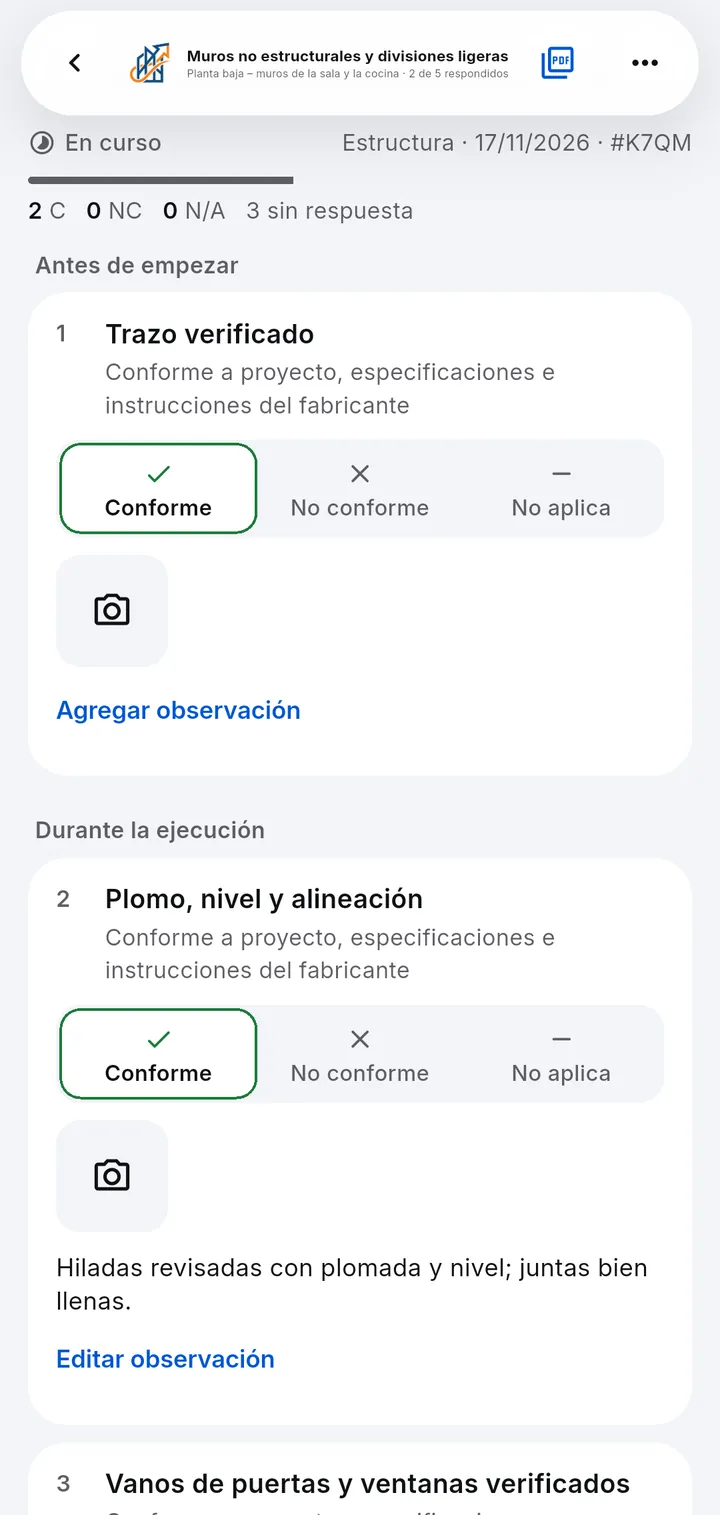 Muros no estructurales y divisiones ligeras
Planta baja – muros de la sala y la cocina · 2 de 5 respondidos
PDF
En curso
Estructura · 17/11/2026 · #K7QM
2 C 0 NC 0 N/A 3 sin respuesta
Antes de empezar
1 Trazo verificado
Conforme a proyecto, especificaciones e
instrucciones del fabricante
Conforme No conforme No aplica
Agregar observación
Durante la ejecución
2 Plomo, nivel y alineación
Conforme a proyecto, especificaciones e
instrucciones del fabricante
Conforme No conforme No aplica
Hiladas revisadas con plomada y nivel; juntas bien
llenas.
Editar observación
3 Vanos de puertas y ventanas verificados